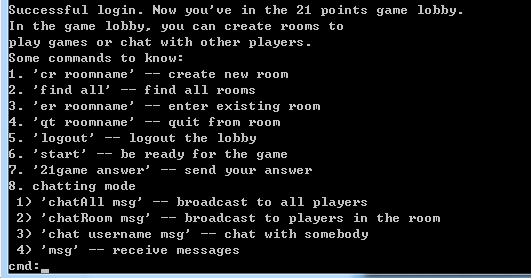 Successful login. Now you've in the 21 points game lobby.
In the game lobby, you can create rooms to
play games or chat with other players.
Some commands to know:
1. 'cr roomname' -- create new room
2. 'find all' -- find all rooms
3. 'er roomname' -- enter existing room
4. 'qt roomname' -- quit from room
5. 'logout' -- logout the lobby
6. 'start' -- be ready for the game
7. '21game answer' -- send your answer
8. chatting mode
 1) 'chatAll msg' -- broadcast to all players
 2) 'chatRoom msg' -- broadcast to players in the room
 3) 'chat username msg' -- chat with somebody
 4) 'msg' -- receive messages
cmd:_